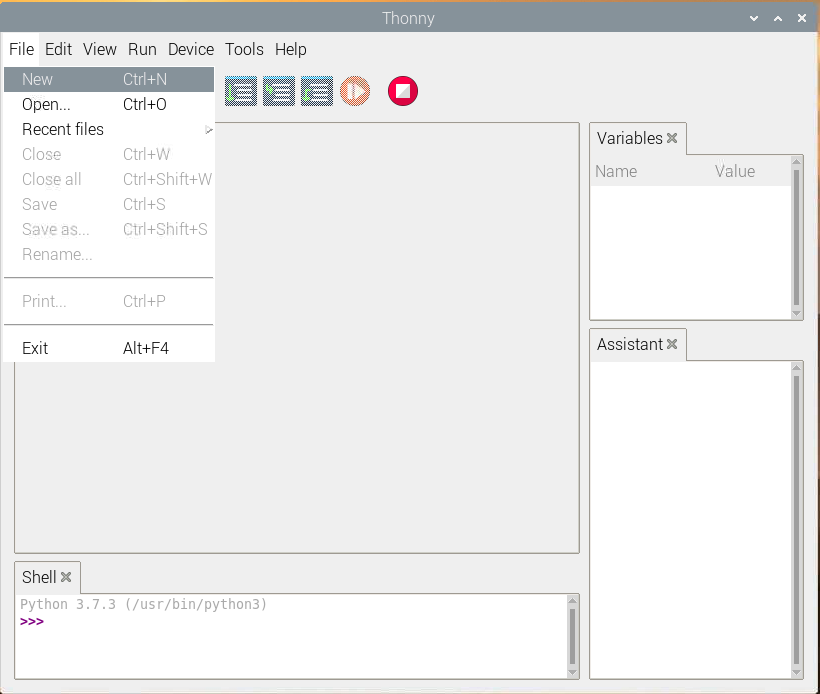 Thonny
File Edit View Run Device Tools Help
New Ctrl+N
Open... Ctrl+O
Recent files
Close Ctrl+W
Close all Ctrl+Shift+W
Save Ctrl+S
Save as... Ctrl+Shift+S
Rename...
Print... Ctrl+P
Exit Alt+F4
Variables
Name Value
Assistant
Shell
Python 3.7.3 (/usr/bin/python3)
>>>